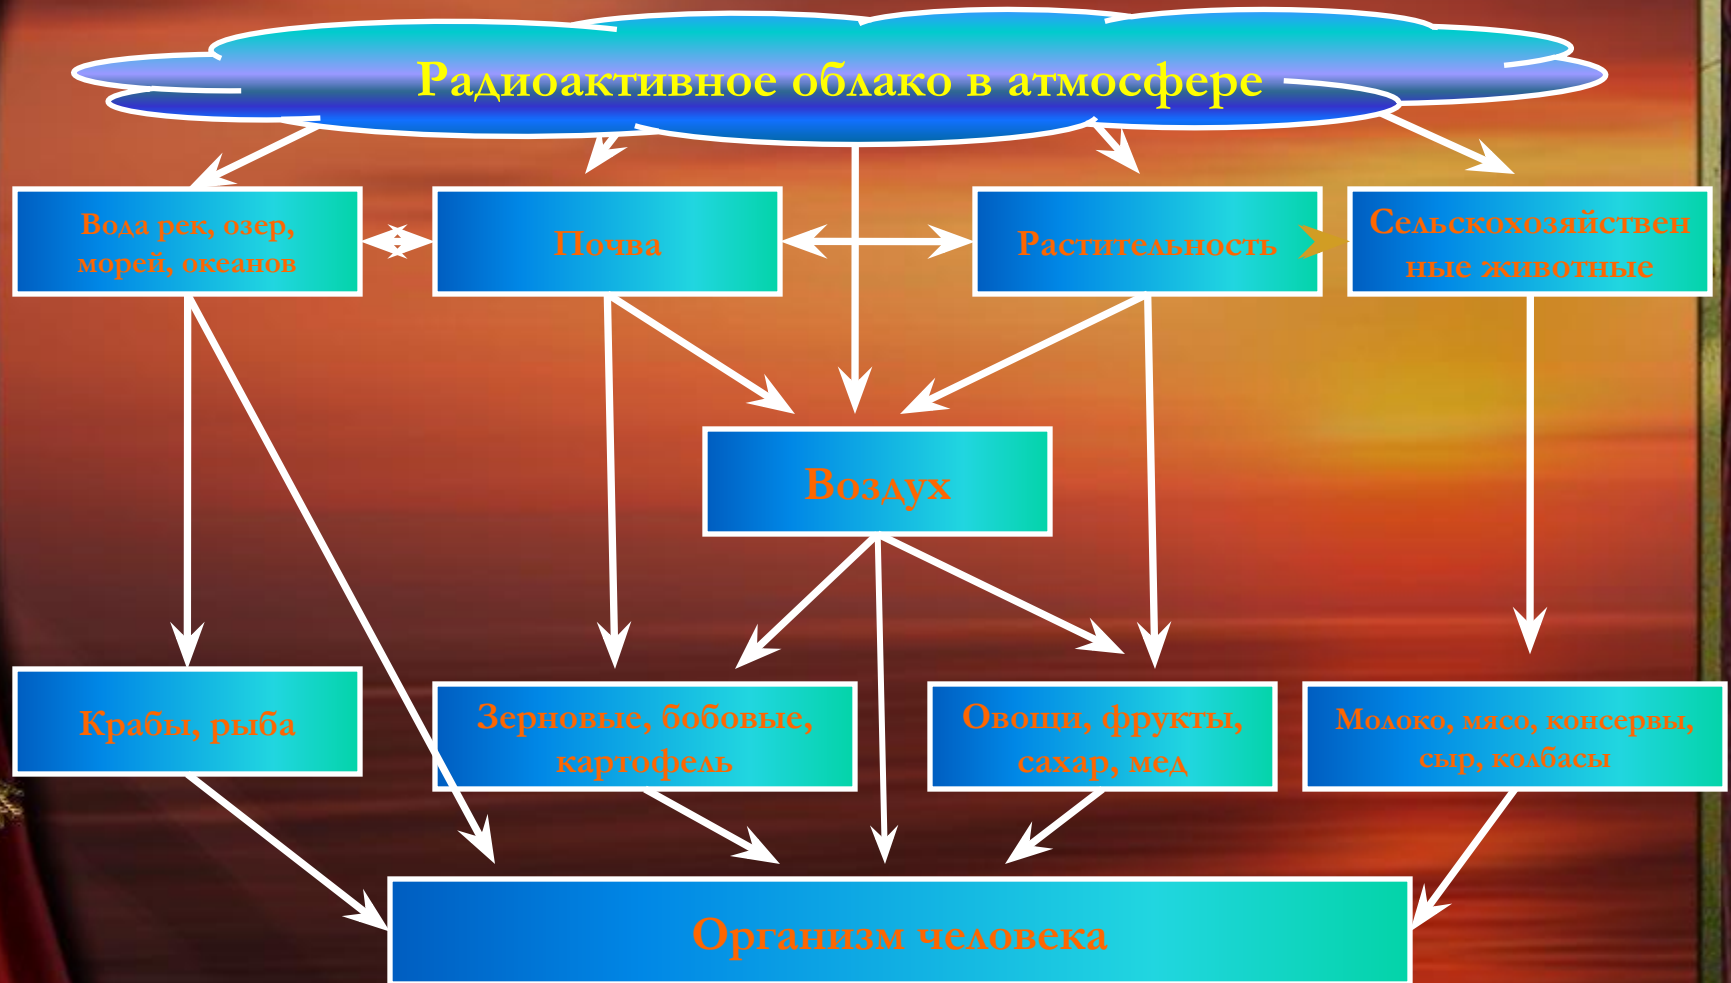 Радиоактивное облако в атмосфере
Вода рек, озер,
морей, океанов
Почва
Растительность
Сельскохозяйствен
ные животные
Воздух
Крабы, рыба
Зерновые, бобовые,
картофель
Овощи, фрукты,
сахар, мед
Молоко, мясо, консервы,
сыр, колбасы
Организм человека